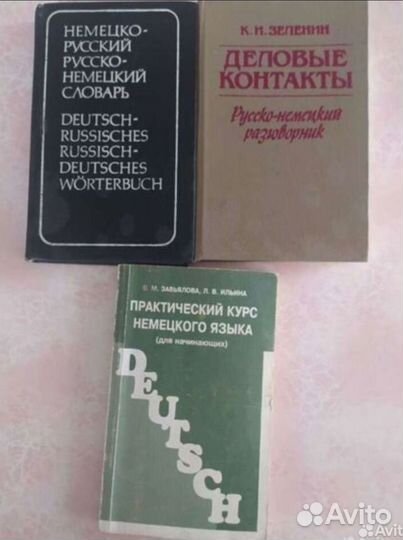 НЕМЕЦКО-
РУССКИЙ
РУССКО-
НЕМЕЦКИЙ
СЛОВАРЬ
DEUTSCH-
RUSSISCHES
RUSSISCH-
DEUTSCHES
WÖRTERBUCH
К. И. ЗЕЛЕНИН
ДЕЛОВЫЕ
КОНТАКТЫ
Русско-немецкий
разговорник
В. М. ЗАВЬЯЛОВА, Л. В. ИЛЬИНА
ПРАКТИЧЕСКИЙ КУРС
НЕМЕЦКОГО ЯЗЫКА
(для начинающих)
DEUTSCH
Avito
Avito